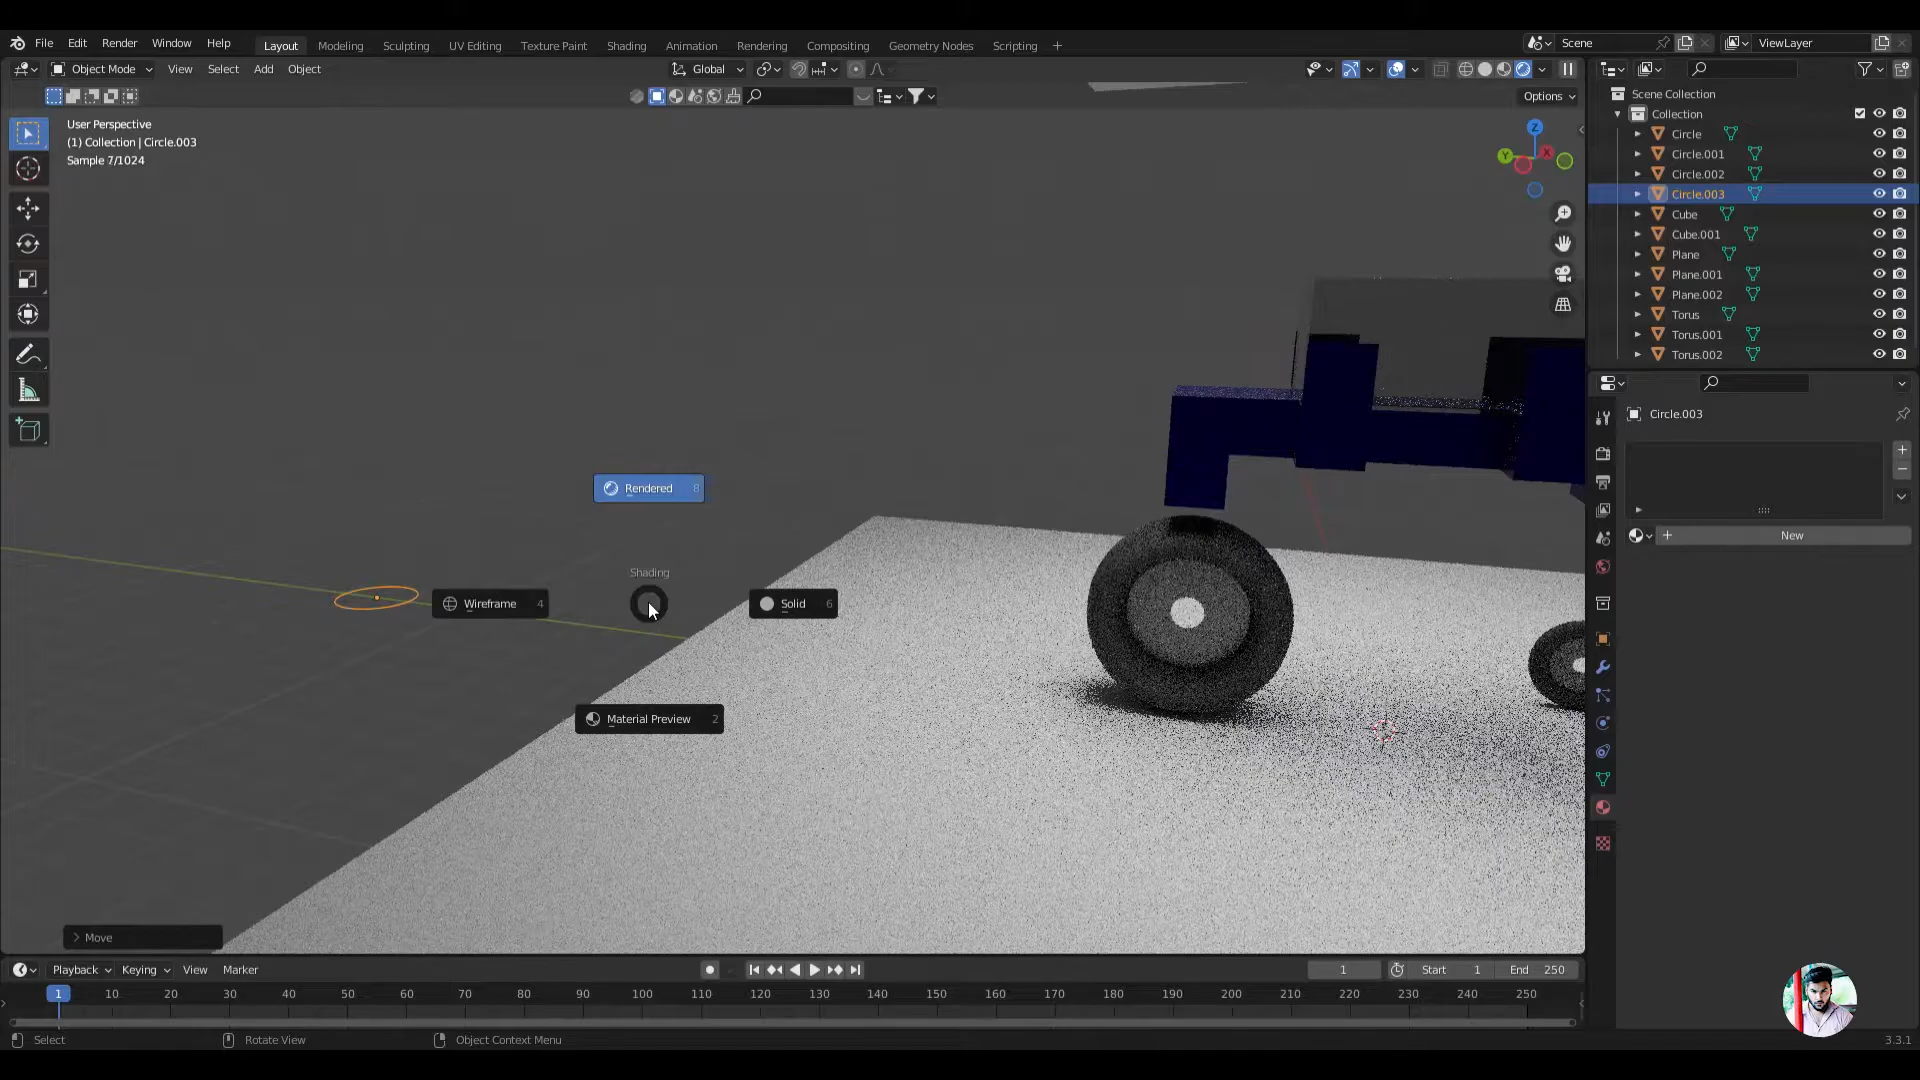 File Edit Render Window Help Layout Modeling Sculpting UV Editing Texture Paint Shading Animation Rendering Compositing Geometry Nodes Scripting + Scene ViewLayer
Object Mode View Select Add Object Global
Options
User Perspective
(1) Collection | Circle.003
Sample 7/1024
Z
Y
X
Scene Collection
Collection
Circle
Circle.001
Circle.002
Circle.003
Cube
Cube.001
Plane
Plane.001
Plane.002
Torus
Torus.001
Torus.002
Circle.003
New
Rendered 8
Shading
Wireframe 4
Solid 6
Material Preview 2
Move
Playback Keying View Marker 1 Start 1 End 250
1 10 20 30 40 50 60 70 80 90 100 110 120 130 140 150 160 170 180 190 200 210 220 230 240 250
Select Rotate View Object Context Menu 3.3.1